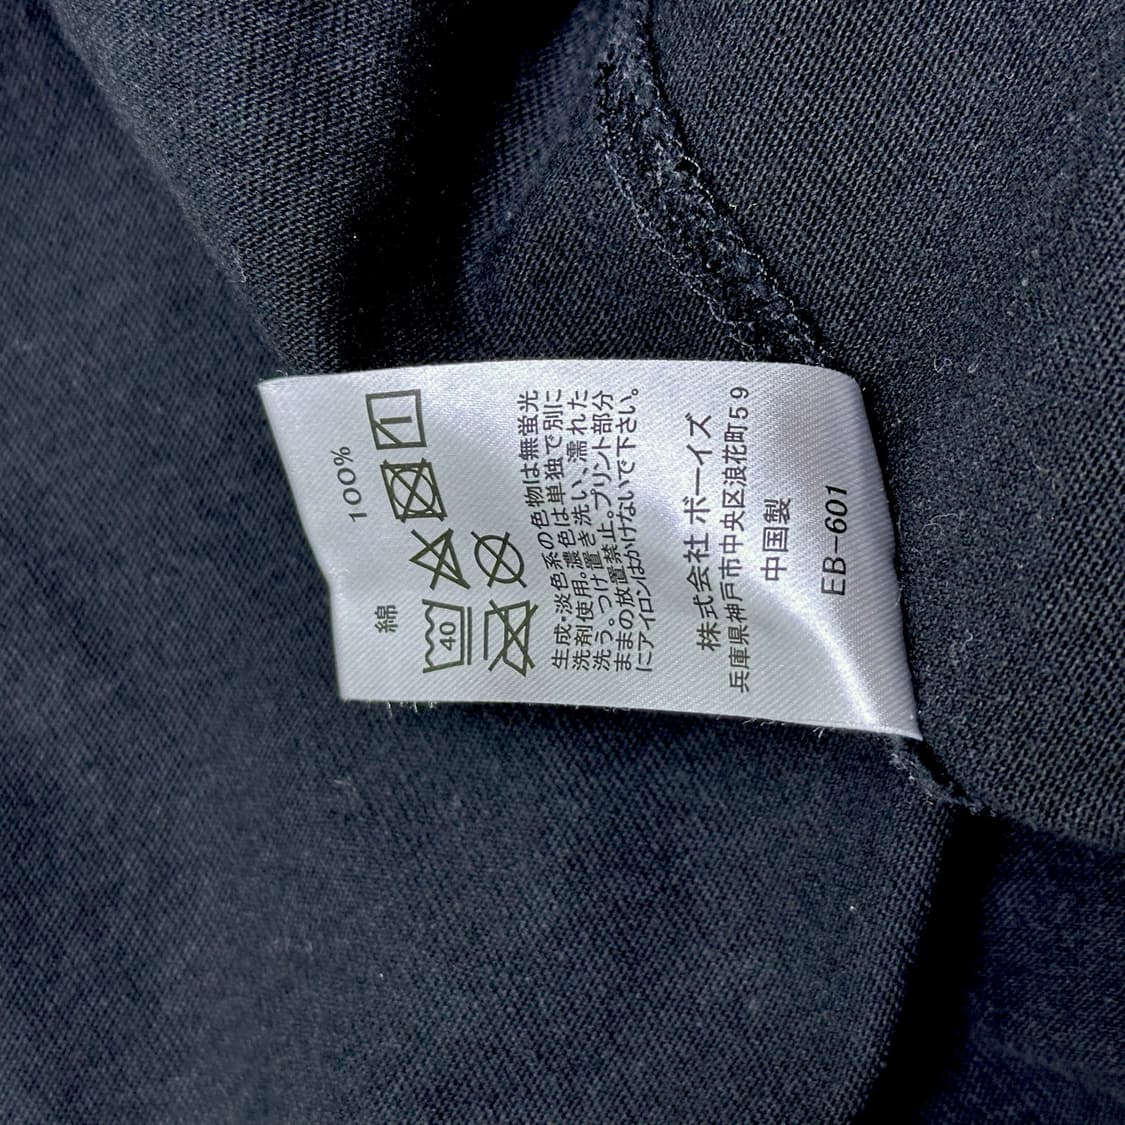 綿 100%
40
生成・淡色系の色物は無蛍光
洗剤使用。濃色は単独で別に
洗う。つけ置き洗い、濡れた
ままの放置禁止。プリント部分
にアイロンはかけないで下さい。
株式会社 ボーイズ
兵庫県神戸市中央区浪花町59
中国製
EB-601